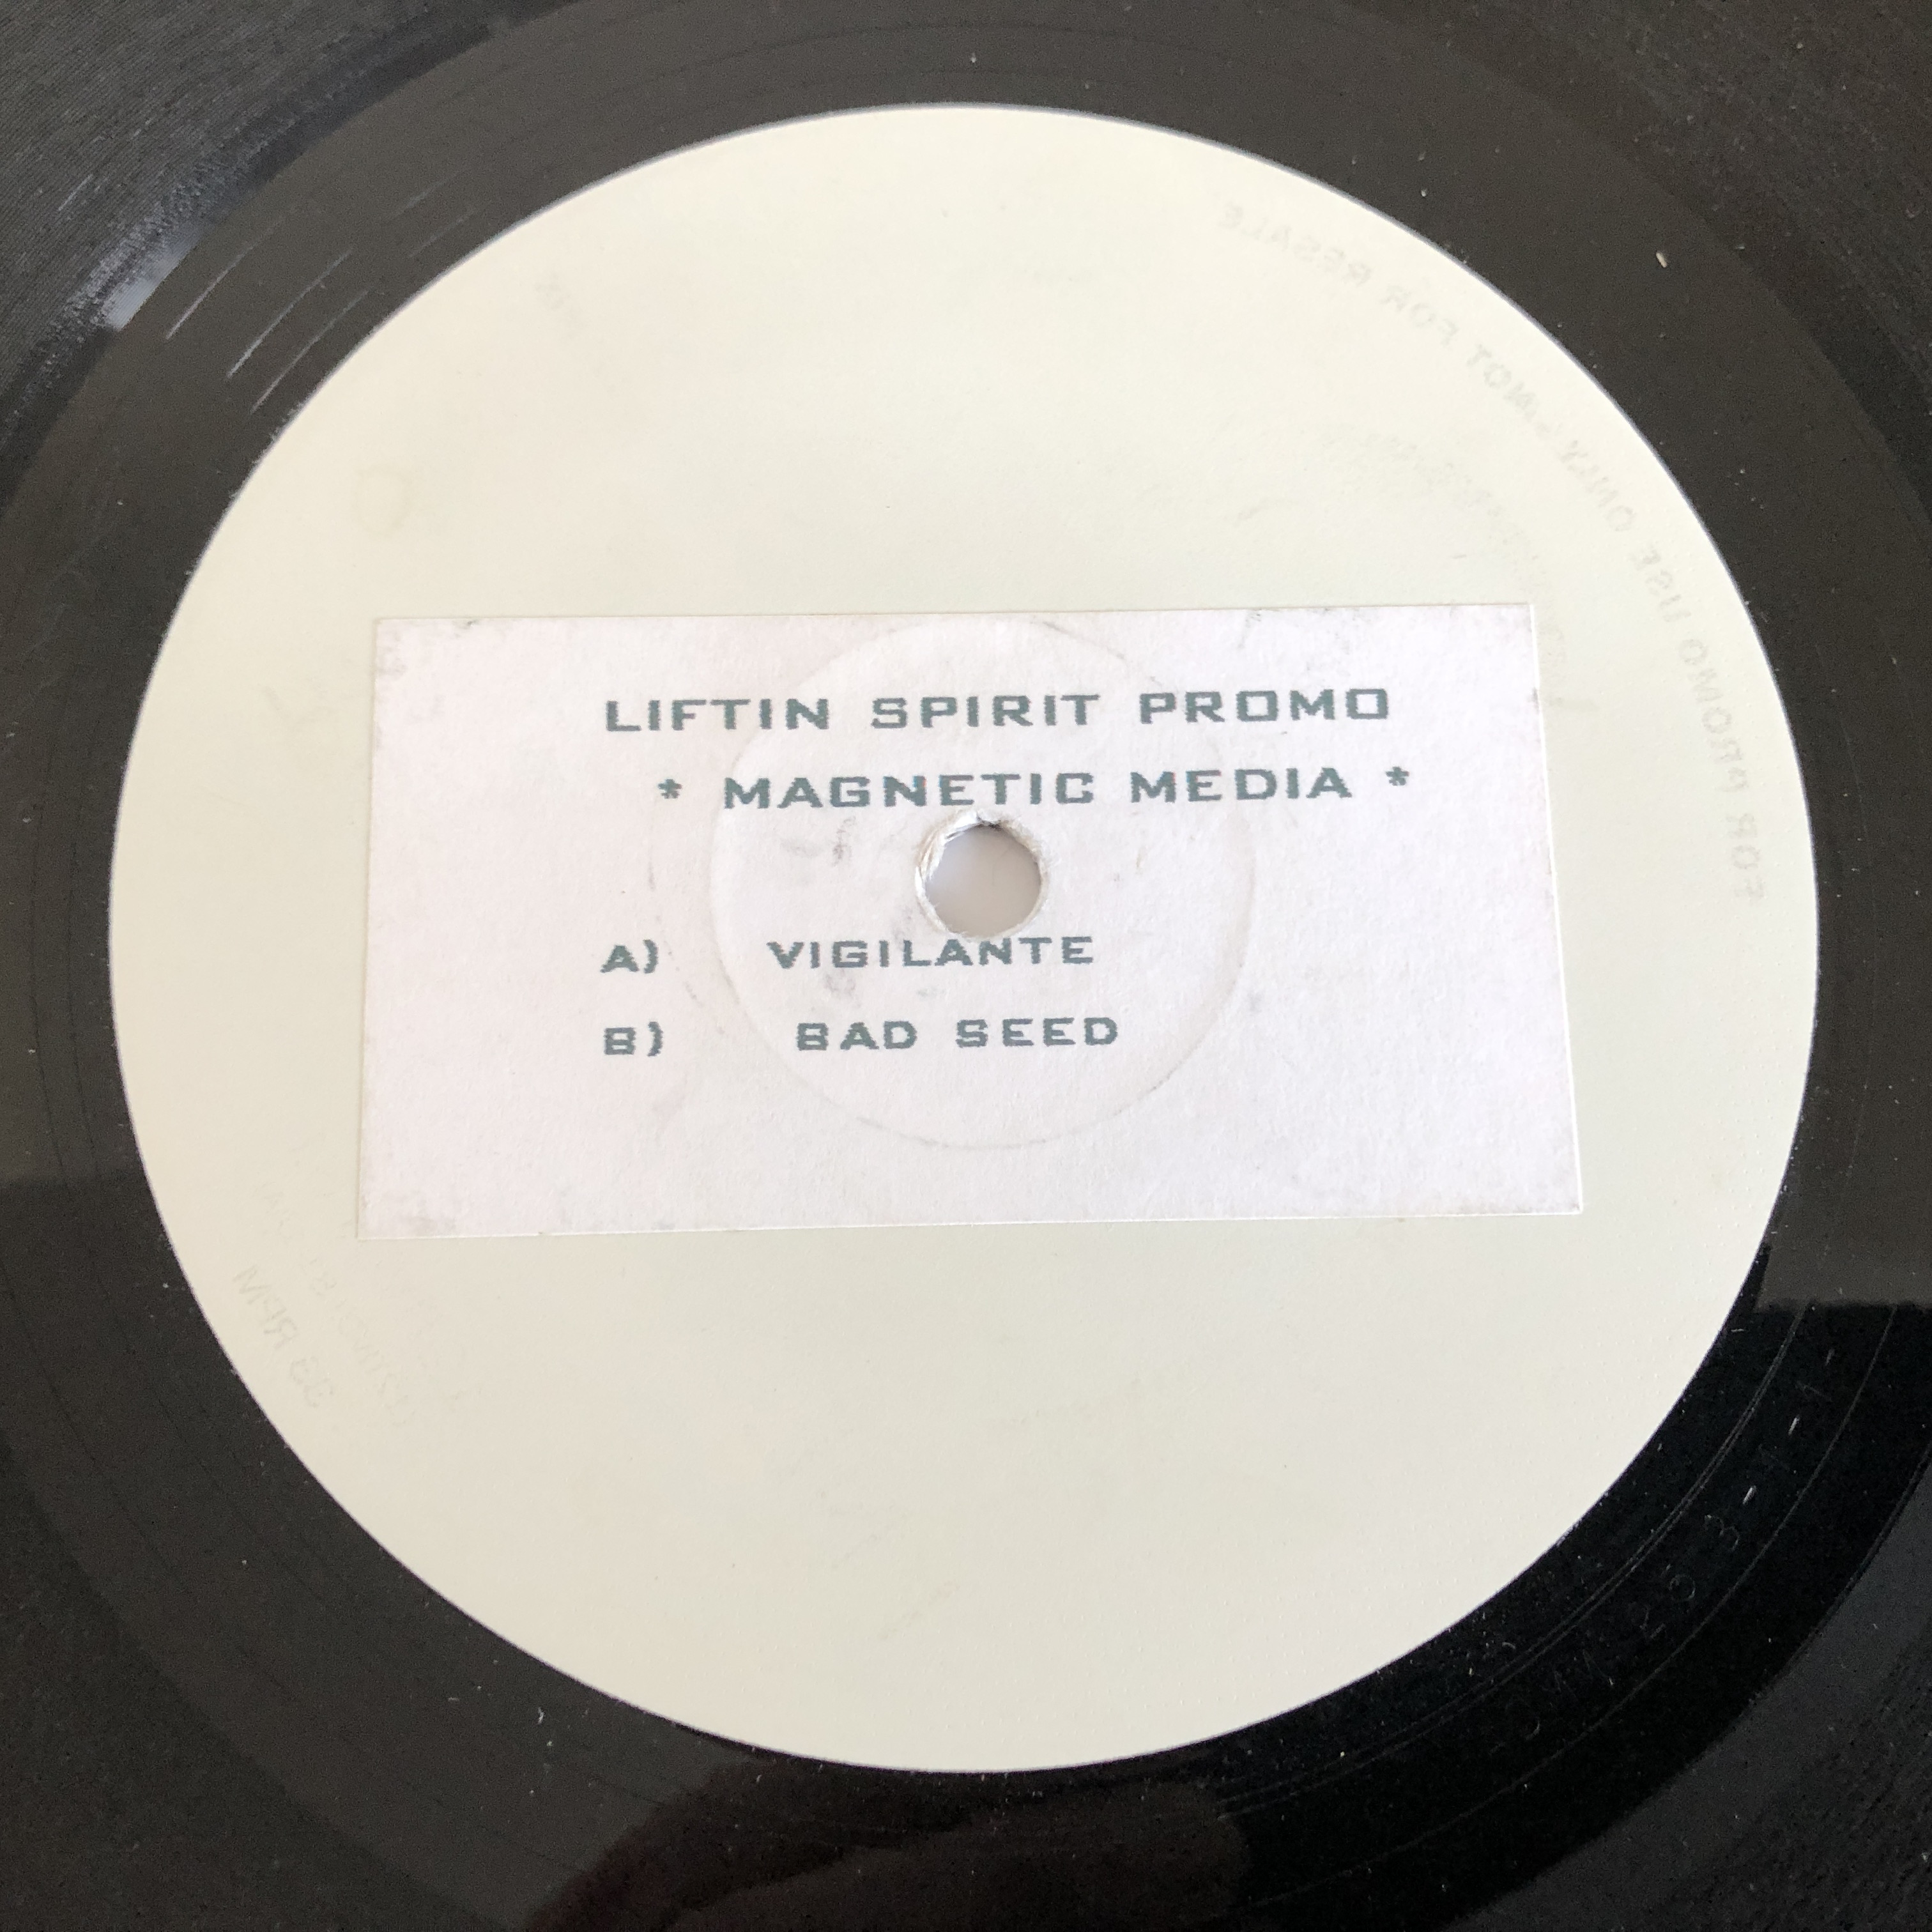 LIFTIN SPIRIT PROMO
* MAGNETIC MEDIA *
A) VIGILANTE
B) BAD SEED
FOR PROMO USE ONLY - NOT FOR RESALE
33 RPM